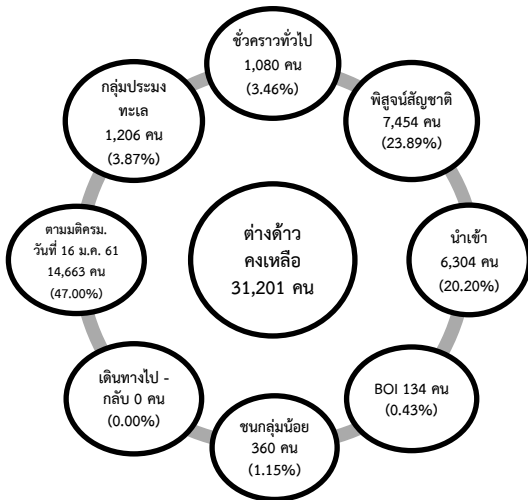 ชั่วคราวทั่วไป
1,080 คน
(3.46%)
พิสูจน์สัญชาติ
7,454 คน
(23.89%)
นำเข้า
6,304 คน
(20.20%)
BOI 134 คน
(0.43%)
ชนกลุ่มน้อย
360 คน
(1.15%)
เดินทางไป -
กลับ 0 คน
(0.00%)
ตามมติครม.
วันที่ 16 ม.ค. 61
14,663 คน
(47.00%)
กลุ่มประมง
ทะเล
1,206 คน
(3.87%)
ต่างด้าว
คงเหลือ
31,201 คน